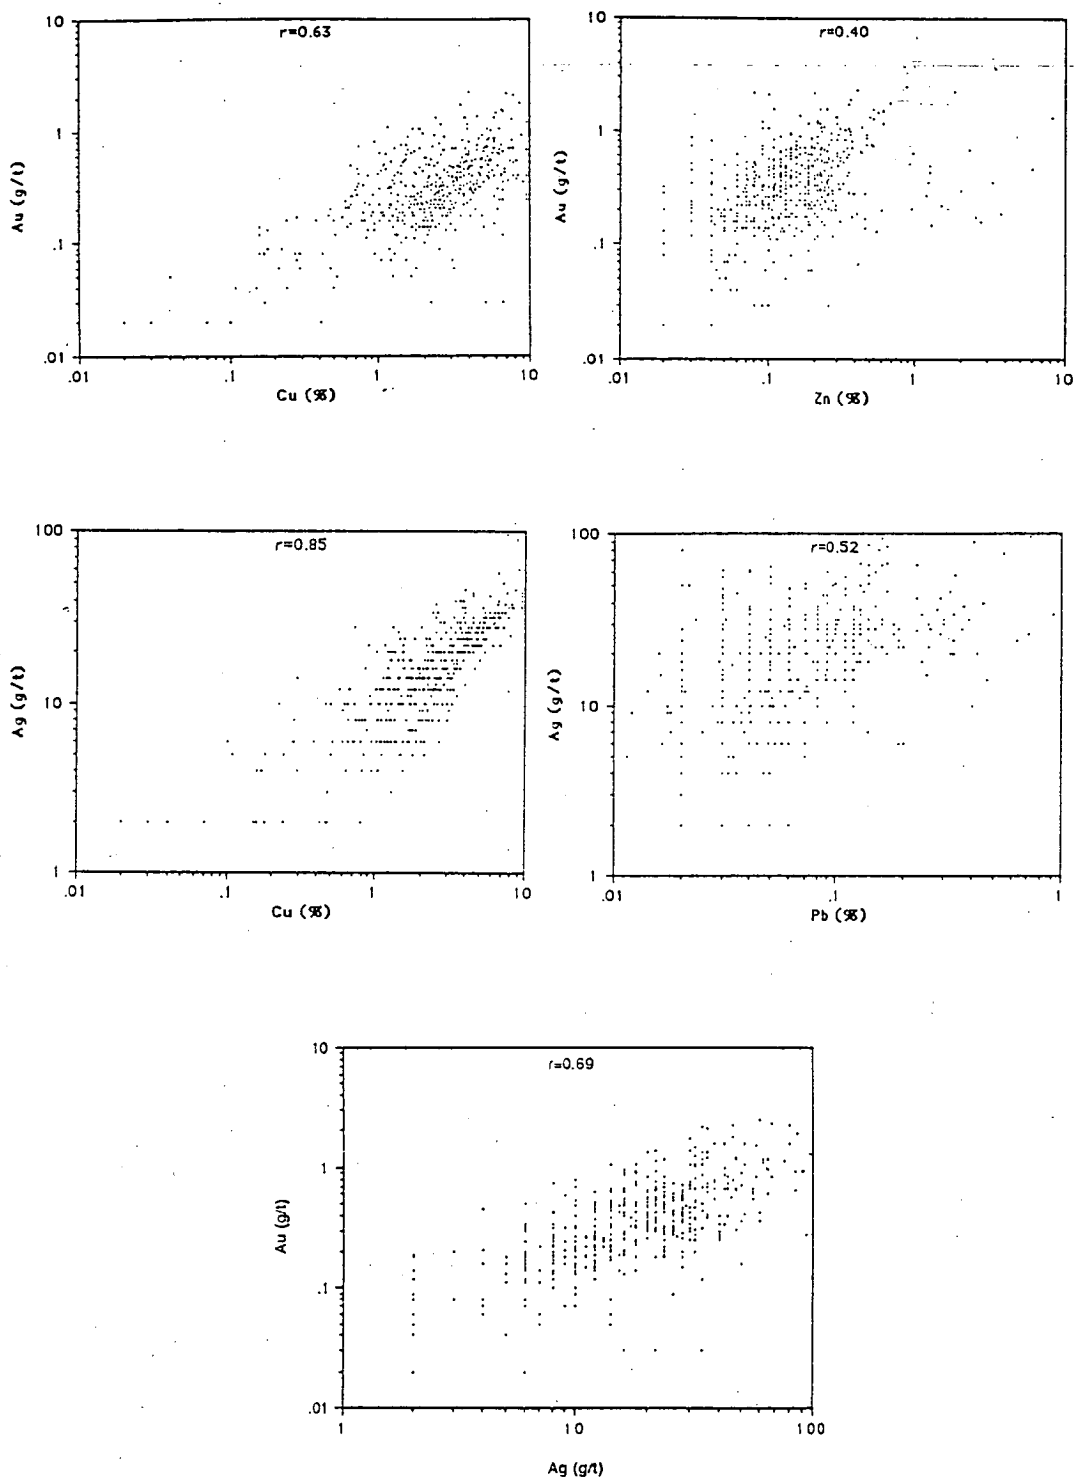 r=0.63
10
1
.1
.01
Au (g/t)
.01
.1
1
10
Cu (%)
r=0.40
10
1
.1
.01
Au (g/t)
.01
.1
1
10
Zn (%)
r=0.85
100
10
1
Ag (g/t)
.01
0.1
1
10
Cu (%)
r=0.52
100
10
1
Ag (g/t)
.01
.1
1
Pb (%)
r=0.69
10
1
.1
.01
Au (g/t)
1
10
100
Ag (g/t)